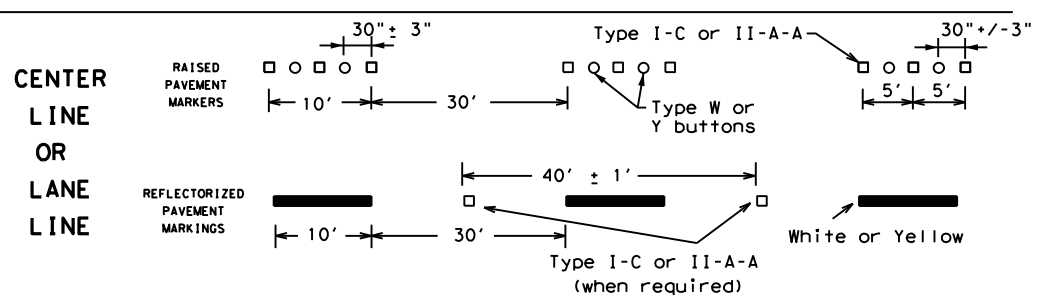 CENTER
LINE
OR
LANE
LINE
RAISED
PAVEMENT
MARKERS
30"± 3"
10'
30'
Type I-C or II-A-A
Type W or
Y buttons
30"+/-3"
5'
5'
REFLECTORIZED
PAVEMENT
MARKINGS
10'
30'
40' ± 1'
Type I-C or II-A-A
(when required)
White or Yellow